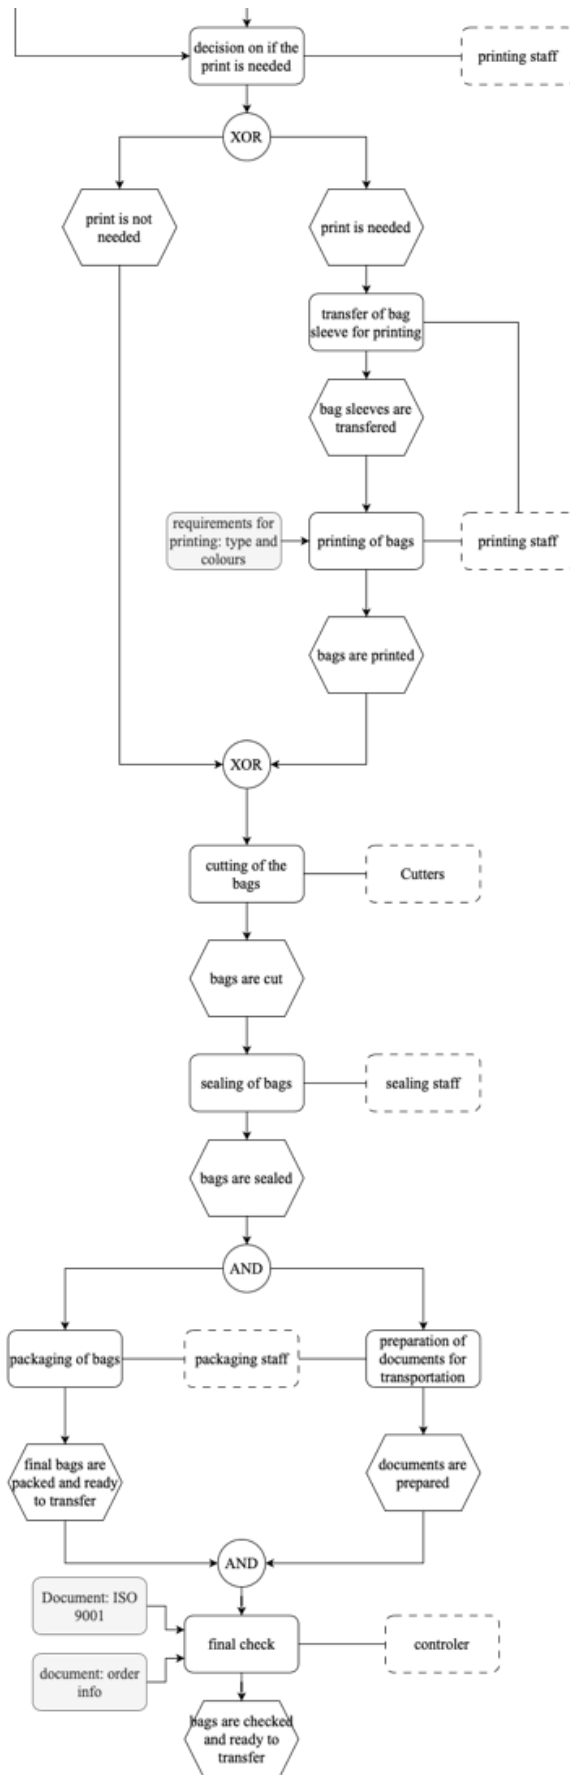 decision on if the
print is needed
printing staff
XOR
print is not
needed
print is needed
transfer of bag
sleeve for printing
bag sleeves are
transfered
requirements for
printing: type and
colours
printing of bags
printing staff
bags are printed
XOR
cutting of the
bags
Cutters
bags are cut
sealing of bags
sealing staff
bags are sealed
AND
packaging of bags
packaging staff
preparation of
documents for
transportation
final bags are
packed and ready
to transfer
documents are
prepared
AND
Document: ISO
9001
final check
controler
document: order
info
bags are checked
and ready to
transfer